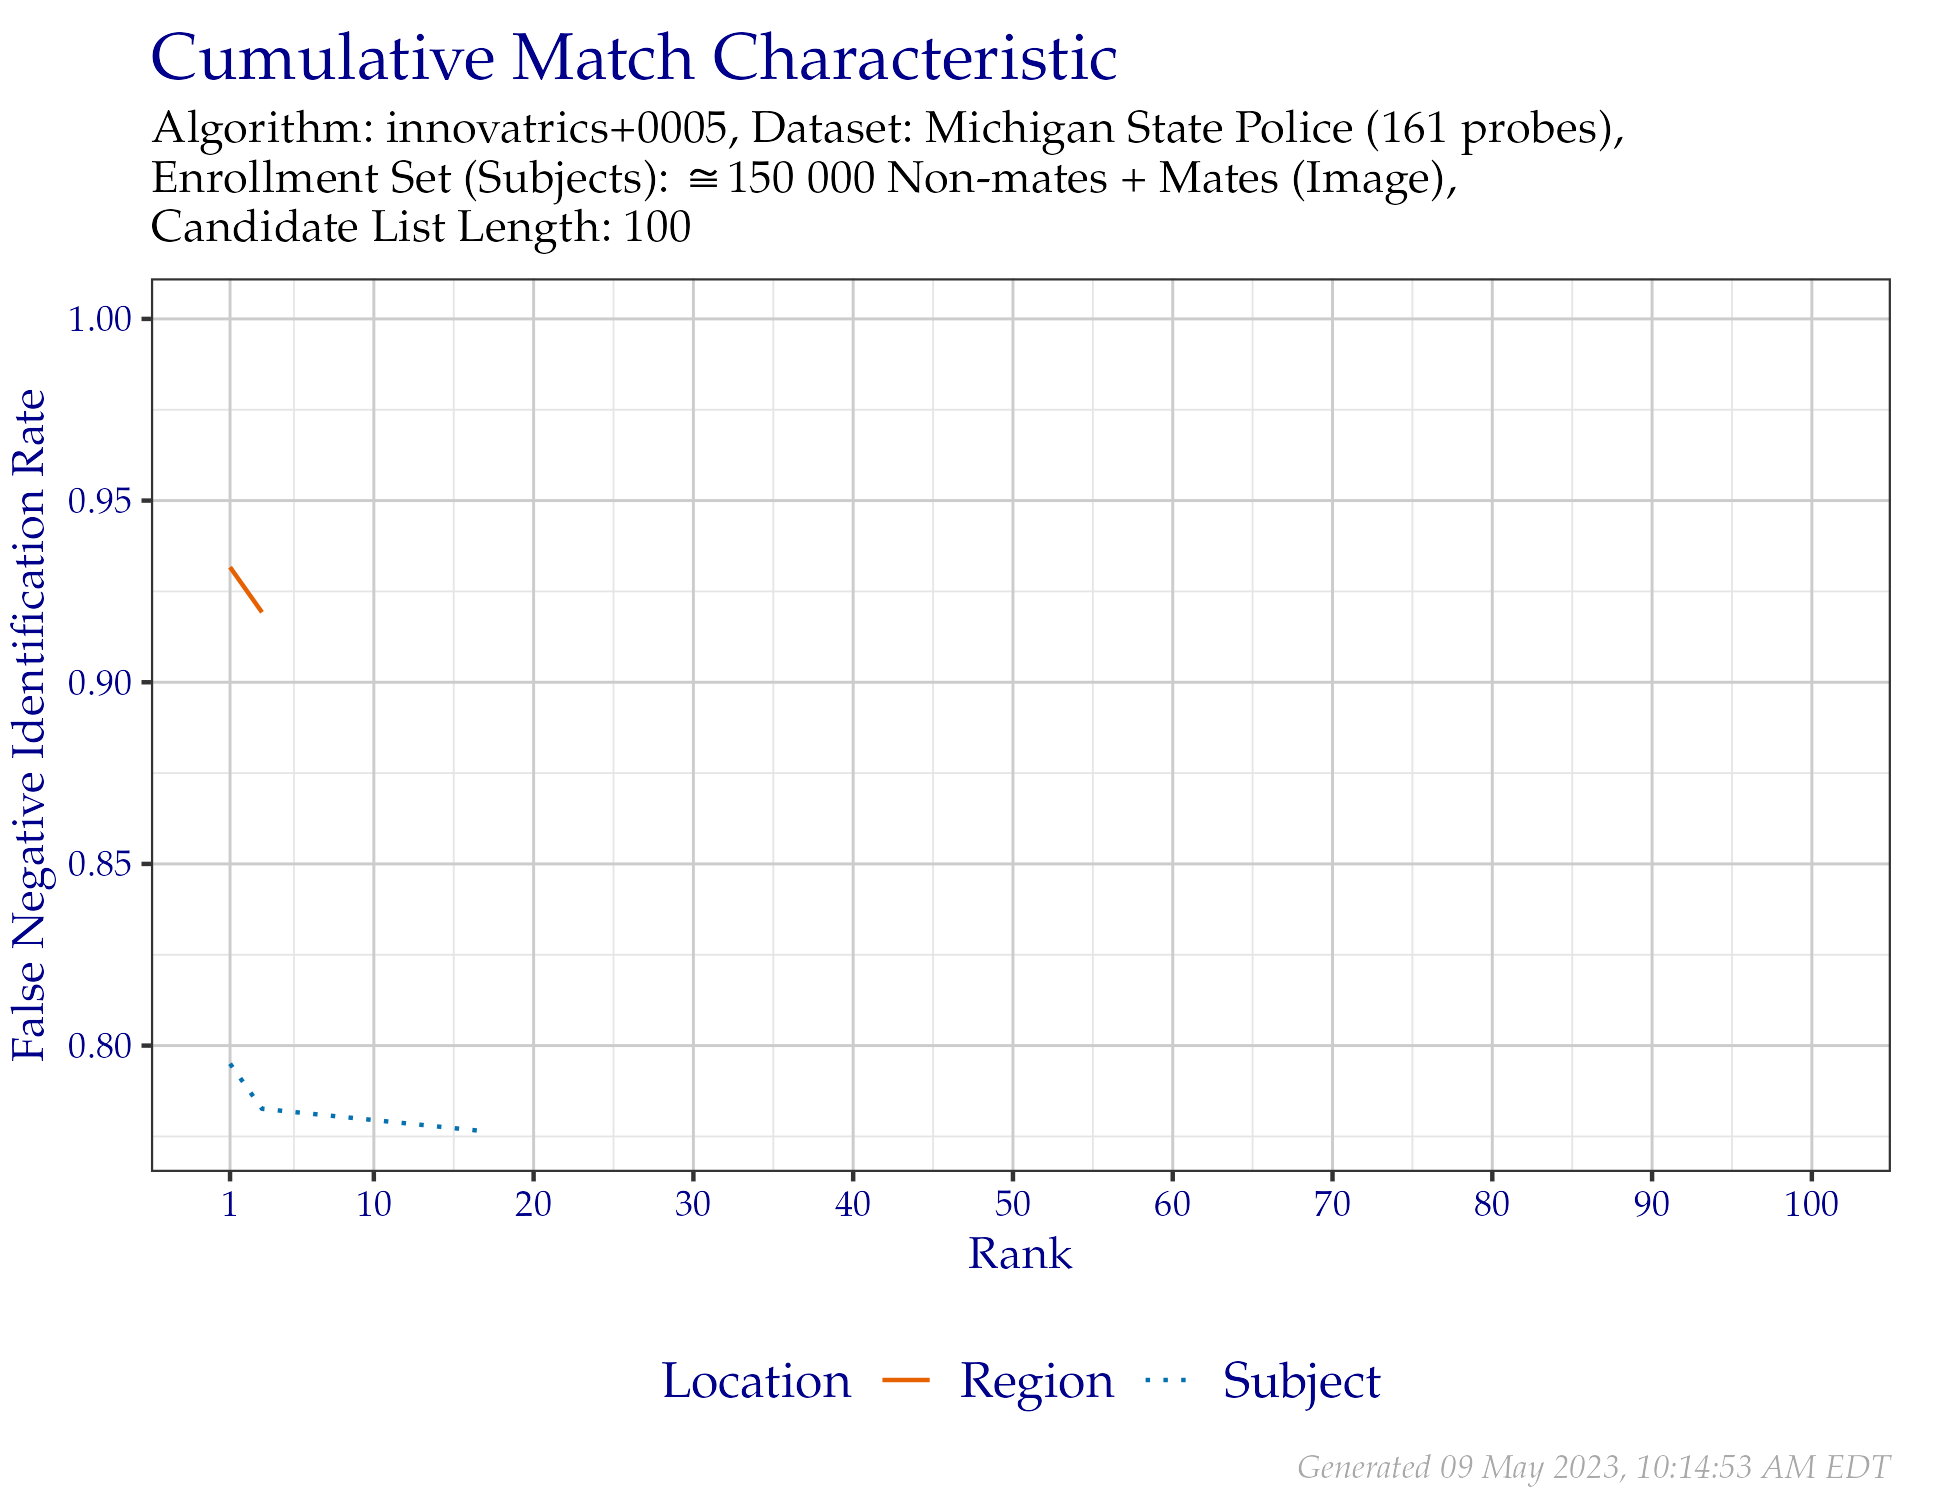 Cumulative Match Characteristic
Algorithm: innovatrics+0005, Dataset: Michigan State Police (161 probes),
Enrollment Set (Subjects): ≅ 150 000 Non-mates + Mates (Image),
Candidate List Length: 100
False Negative Identification Rate
1.00
0.95
0.90
0.85
0.80
1 10 20 30 40 50 60 70 80 90 100
Rank
Location Region Subject
Generated 09 May 2023, 10:14:53 AM EDT